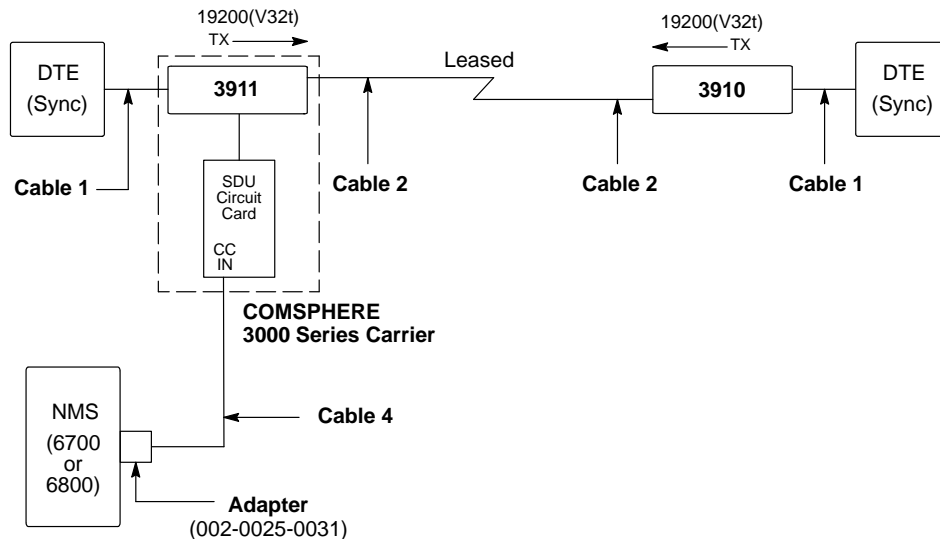 19200(V32t)
TX
19200(V32t)
TX
DTE
(Sync)
3911
Leased
3910
DTE
(Sync)
Cable 1
SDU
Circuit
Card
CC
IN
Cable 2
Cable 2
Cable 1
COMSPHERE
3000 Series Carrier
NMS
(6700
or
6800)
Cable 4
Adapter
(002-0025-0031)